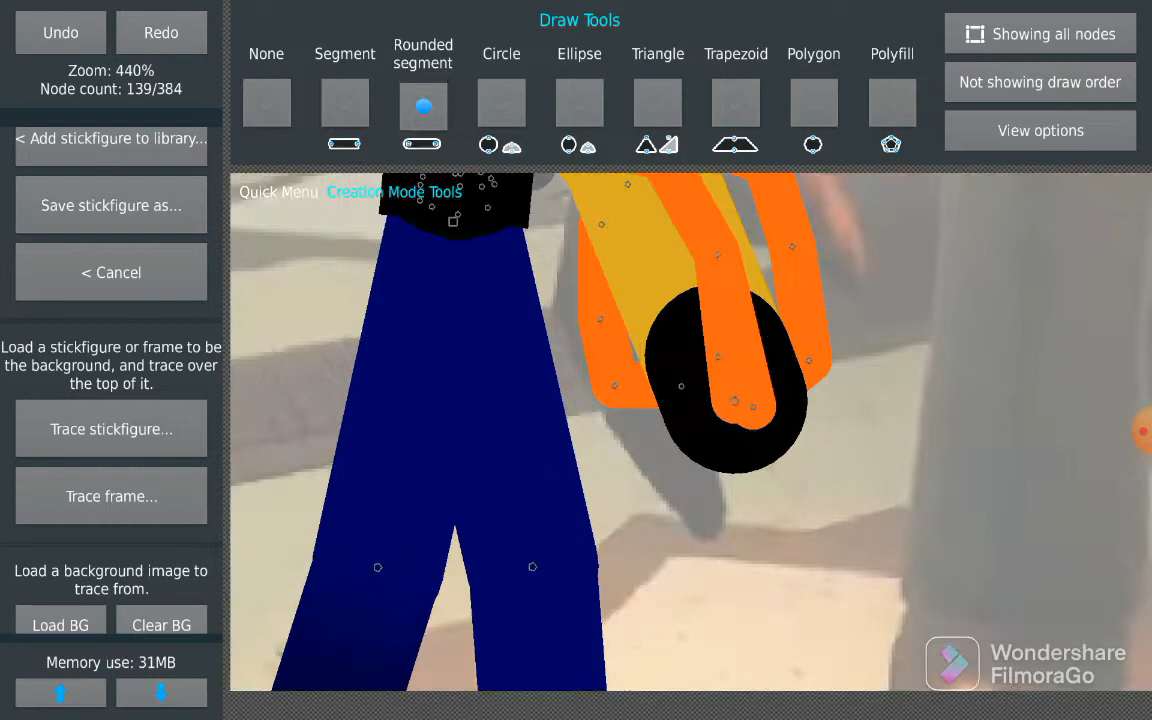 Undo
Redo
Zoom: 440%
Node count: 139/384
< Add stickfigure to library...
Save stickfigure as...
< Cancel
Load a stickfigure or frame to be
the background, and trace over
the top of it.
Trace stickfigure...
Trace frame...
Load a background image to
trace from.
Load BG
Clear BG
Memory use: 31MB
Draw Tools
None
Segment
Rounded
segment
Circle
Ellipse
Triangle
Trapezoid
Polygon
Polyfill
Showing all nodes
Not showing draw order
View options
Quick Menu
Creation Mode Tools
Wondershare
FilmoraGo